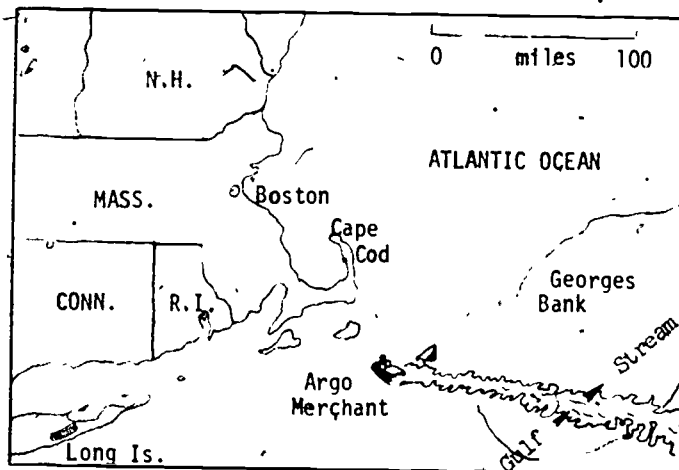 N.H.
0 miles 100
ATLANTIC OCEAN
MASS.
Boston
Cape
Cod
CONN.
R.I.
Georges
Bank
Stream
Argo
Merchant
Gulf
Long Is.